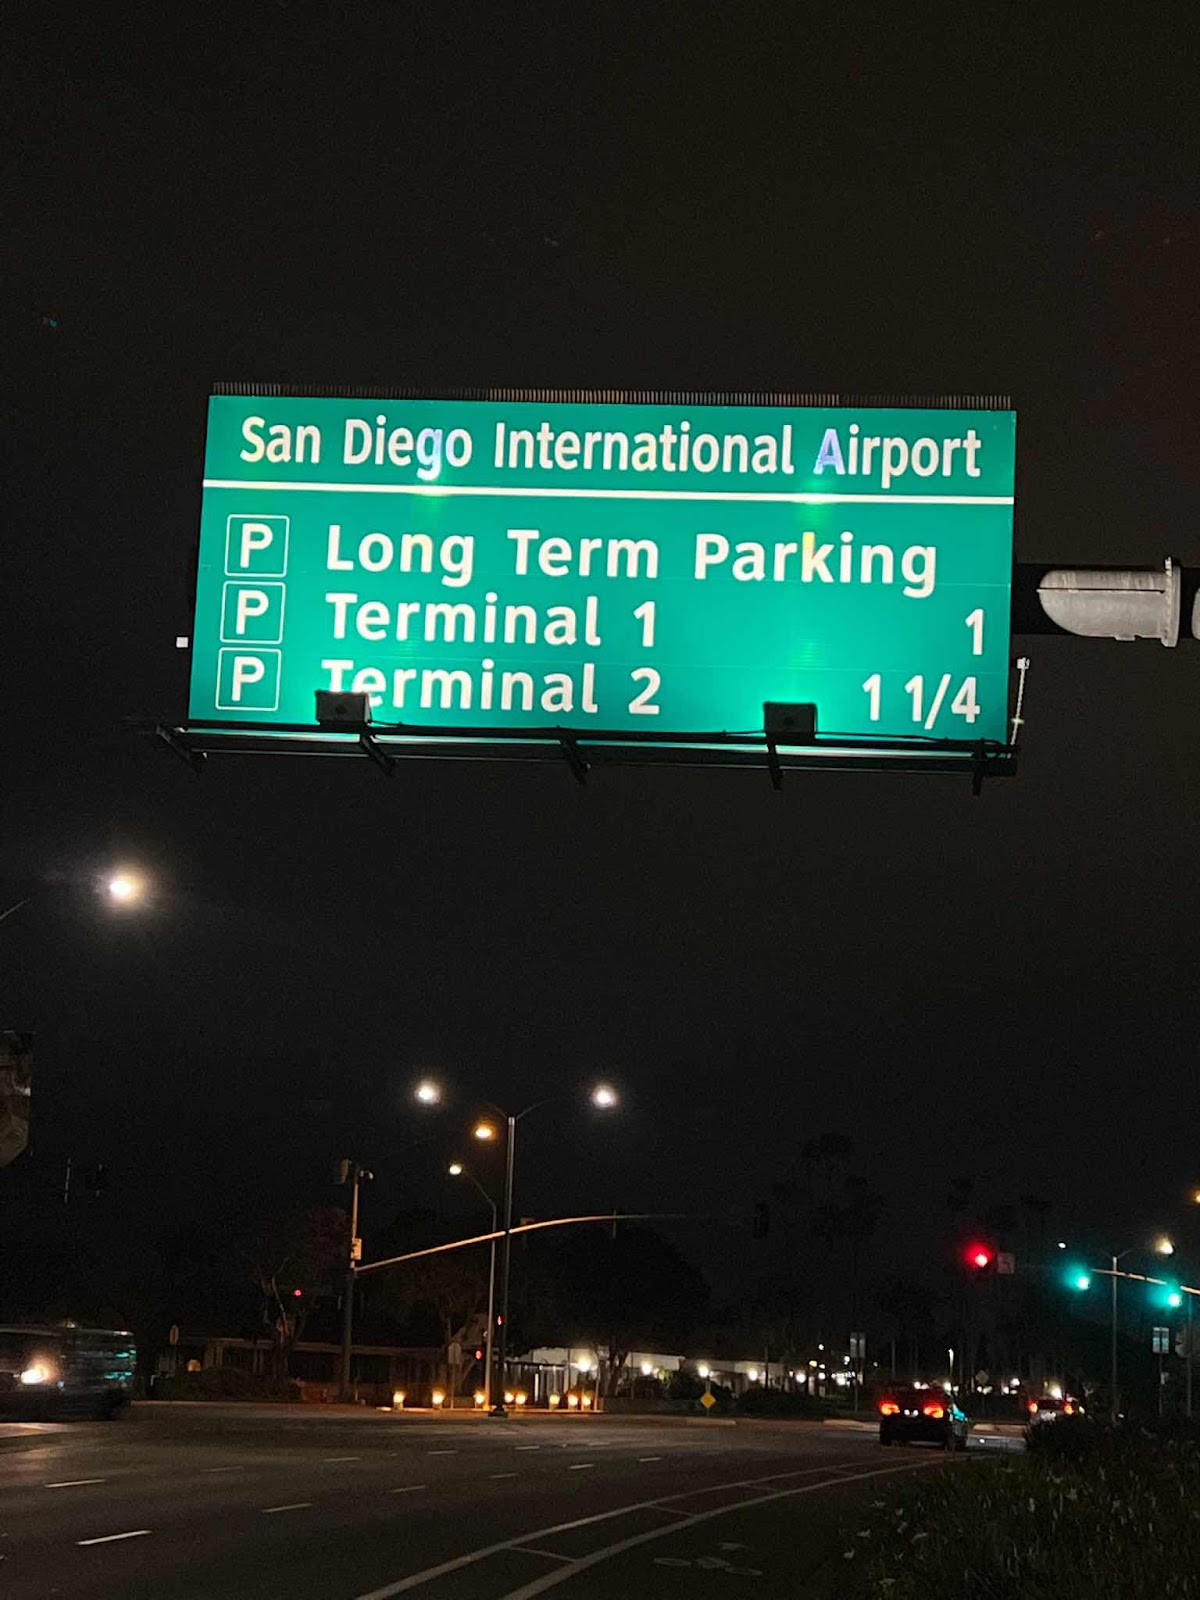 San Diego International Airport
P Long Term Parking
P Terminal 1 1
P Terminal 2 1 1/4